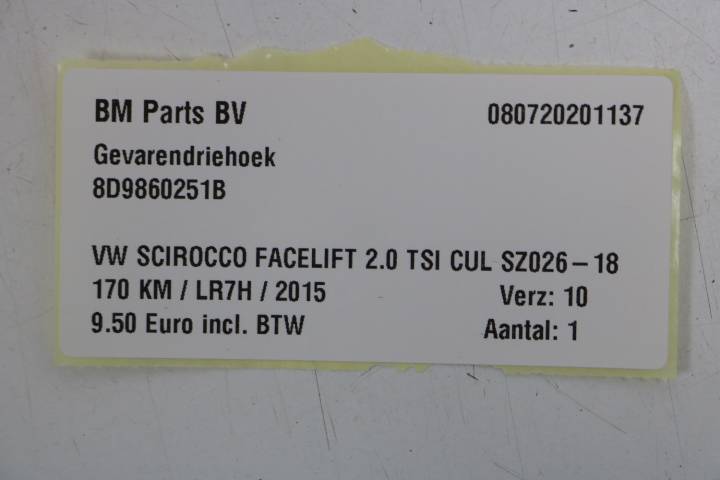 BM Parts BV 080720201137
Gevarendriehoek
8D9860251B
VW SCIROCCO FACELIFT 2.0 TSI CUL SZ026-18
170 KM / LR7H / 2015 Verz: 10
9.50 Euro incl. BTW Aantal: 1